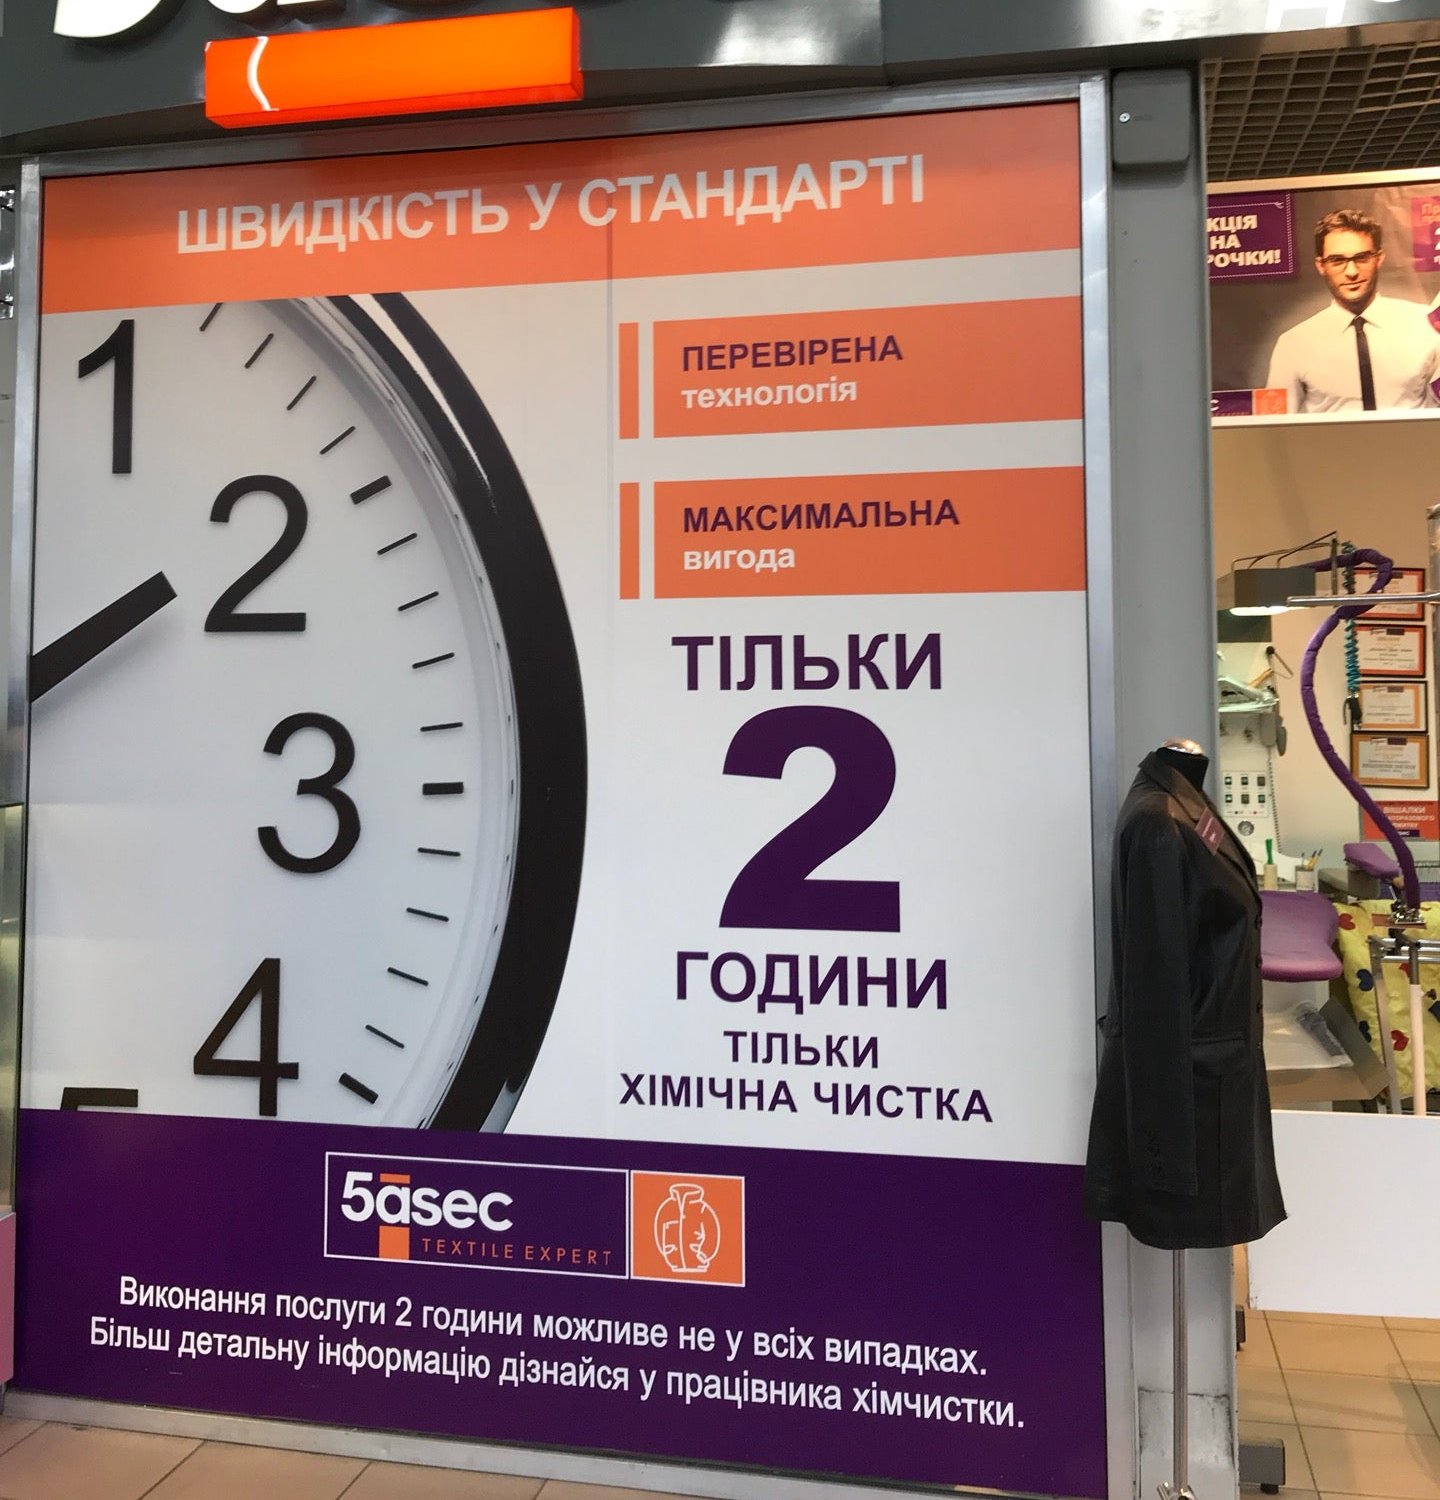 ШВИДКІСТЬ У СТАНДАРТІ
ПЕРЕВІРЕНА
технологія
МАКСИМАЛЬНА
вигода
1
2
3
4
ТІЛЬКИ
2
ГОДИНИ
ТІЛЬКИ
ХІМІЧНА ЧИСТКА
5àsec
TEXTILE EXPERT
Виконання послуги 2 години можливе не у всіх випадках.
Більш детальну інформацію дізнайся у працівника хімчистки.
НА